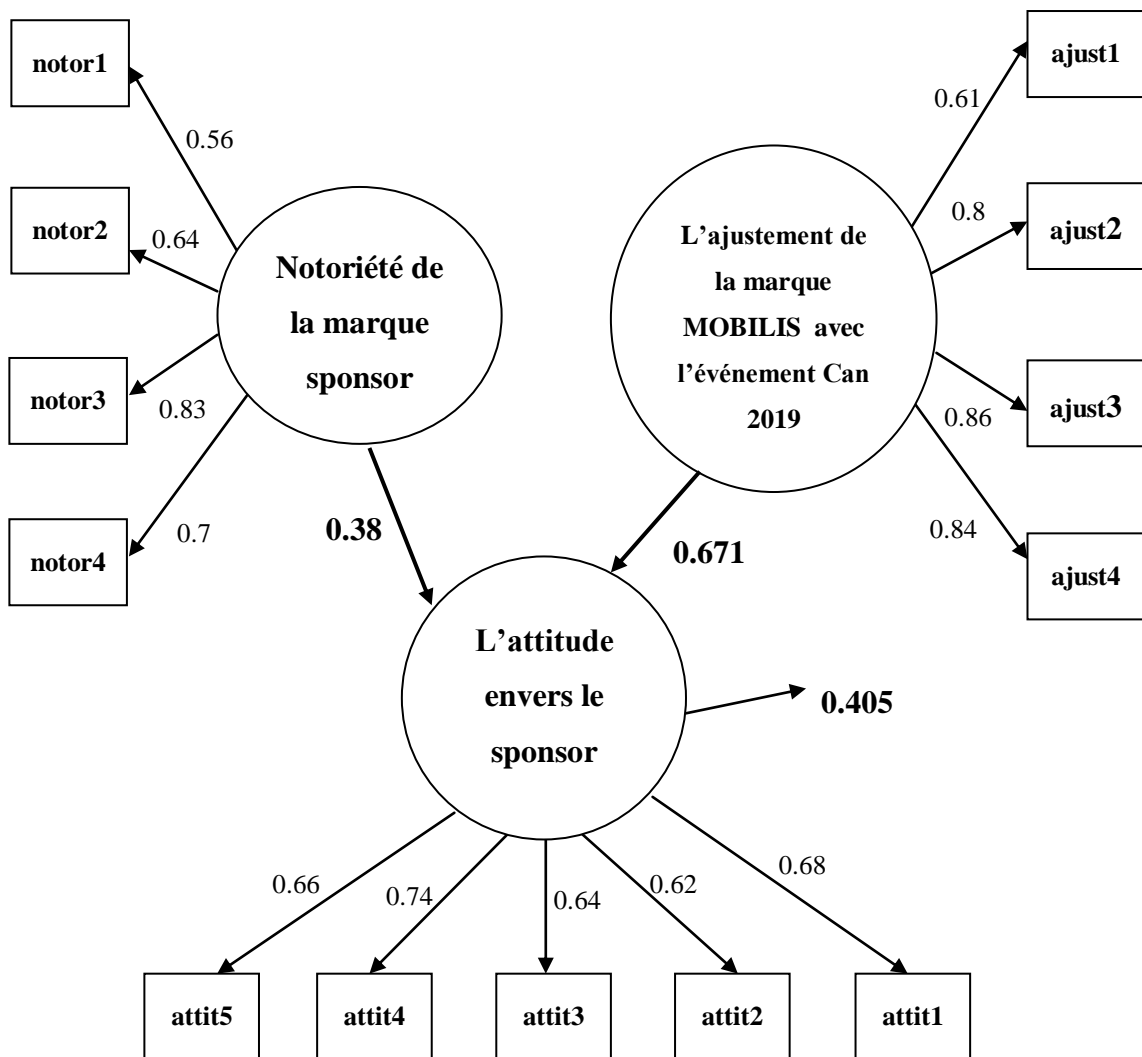 notor1
0.56
notor2
0.64
notor3
0.83
notor4
0.7
Notoriété de
la marque
sponsor
0.38
L’ajustement de
la marque
MOBILIS avec
l’événement Can
2019
0.671
ajust1
0.61
ajust2
0.8
ajust3
0.86
ajust4
0.84
L’attitude
envers le
sponsor
0.405
0.66
0.74
0.64
0.62
0.68
attit5
attit4
attit3
attit2
attit1